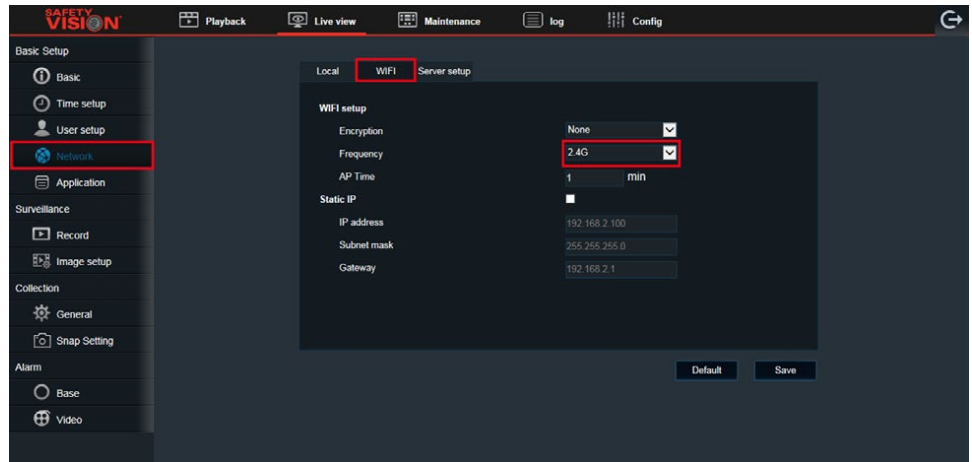 SAFETY
VISION
Playback
Live view
Maintenance
log
Config
Basic Setup
Basic
Time setup
User setup
Network
Application
Surveillance
Record
Image setup
Collection
General
Snap Setting
Alarm
Base
Video
Local
WIFI
Server setup
WIFI setup
Encryption None
Frequency 2.4G
AP Time 1 min
Static IP
IP address 192.168.2.100
Subnet mask 255.255.255.0
Gateway 192.168.2.1
Default
Save